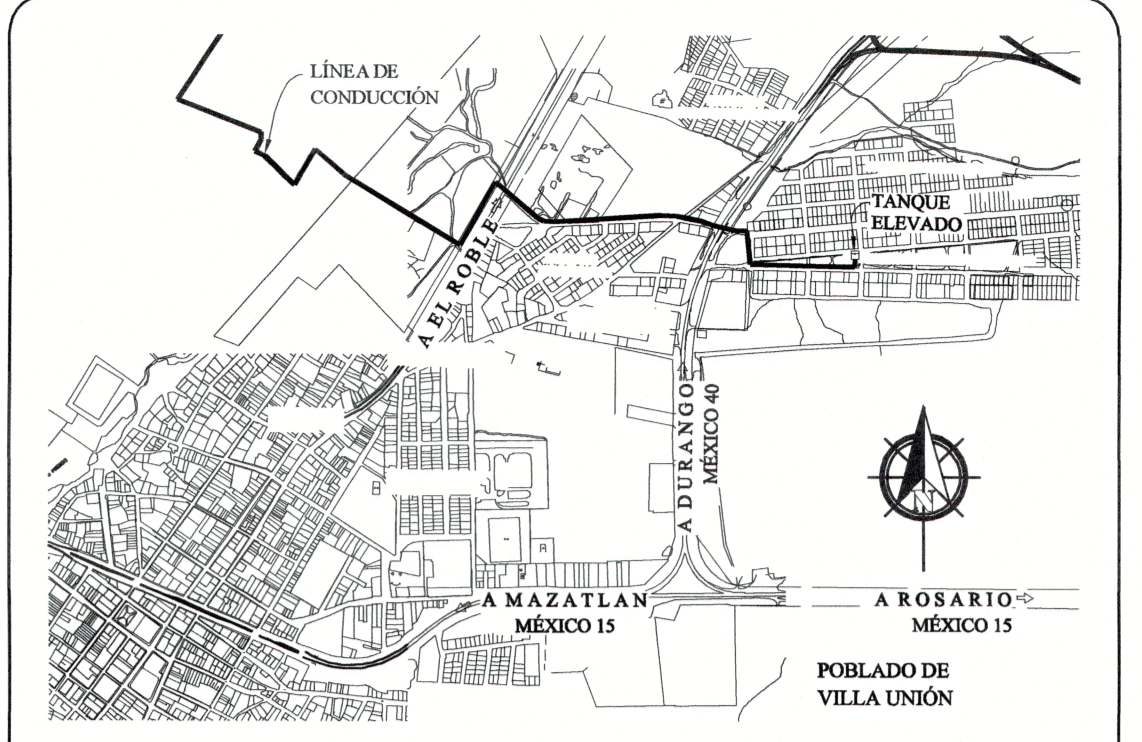 LÍNEA DE
CONDUCCIÓN
TANQUE
ELEVADO
A EL ROBLE
A DURANGO
MÉXICO 40
N
A MAZATLAN
MÉXICO 15
A ROSARIO
MÉXICO 15
POBLADO DE
VILLA UNIÓN